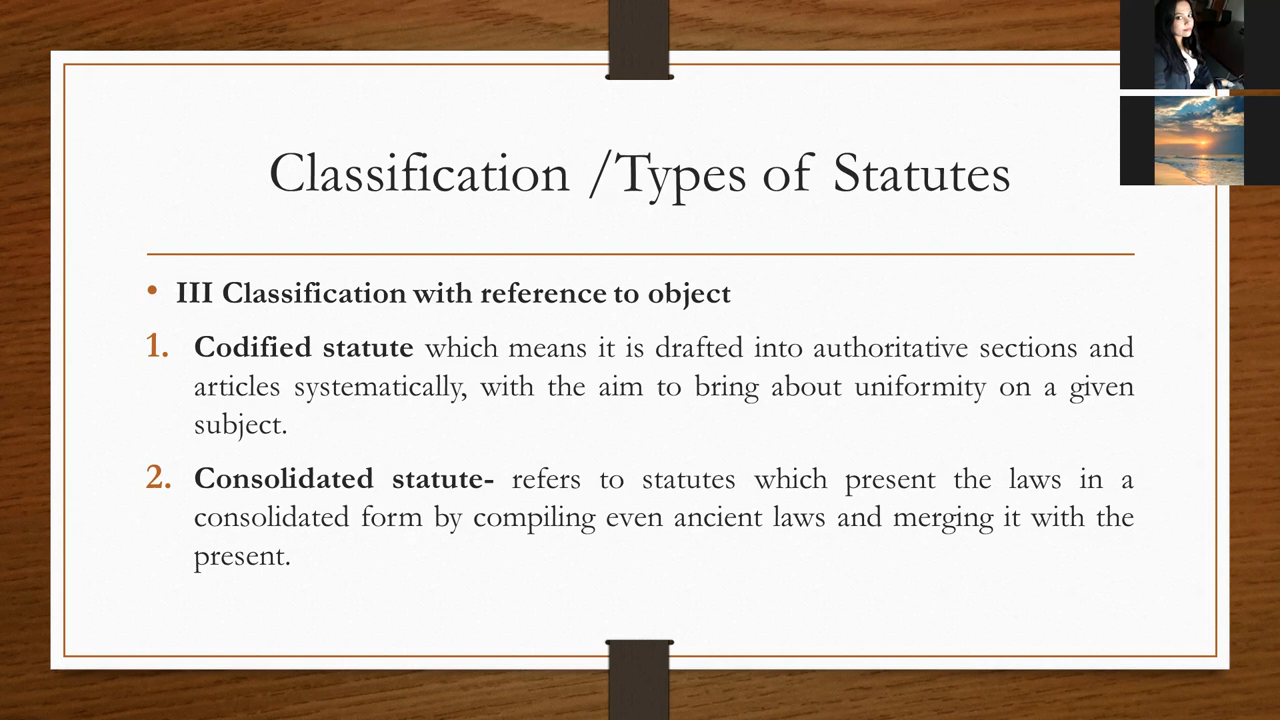 Classification /Types of Statutes
• III Classification with reference to object
1. Codified statute which means it is drafted into authoritative sections and
articles systematically, with the aim to bring about uniformity on a given
subject.
2. Consolidated statute- refers to statutes which present the laws in a
consolidated form by compiling even ancient laws and merging it with the
present.